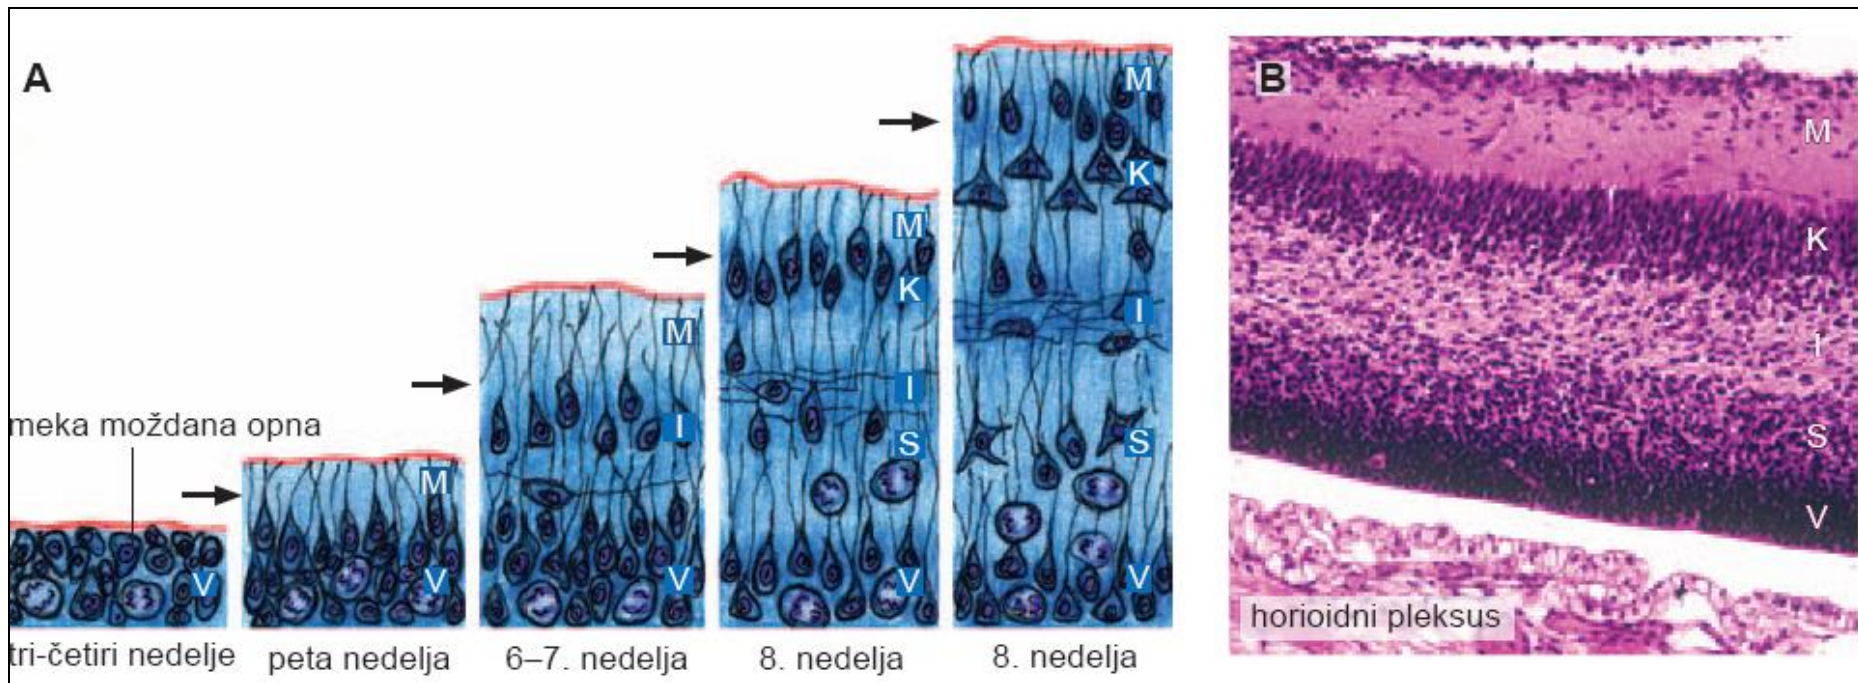 A
meka moždana opna
V
tri-četiri nedelje
M
V
peta nedelja
M
I
V
6–7. nedelja
M
K
I
S
V
8. nedelja
M
K
I
S
V
8. nedelja
B
M
K
I
S
V
horioidni pleksus